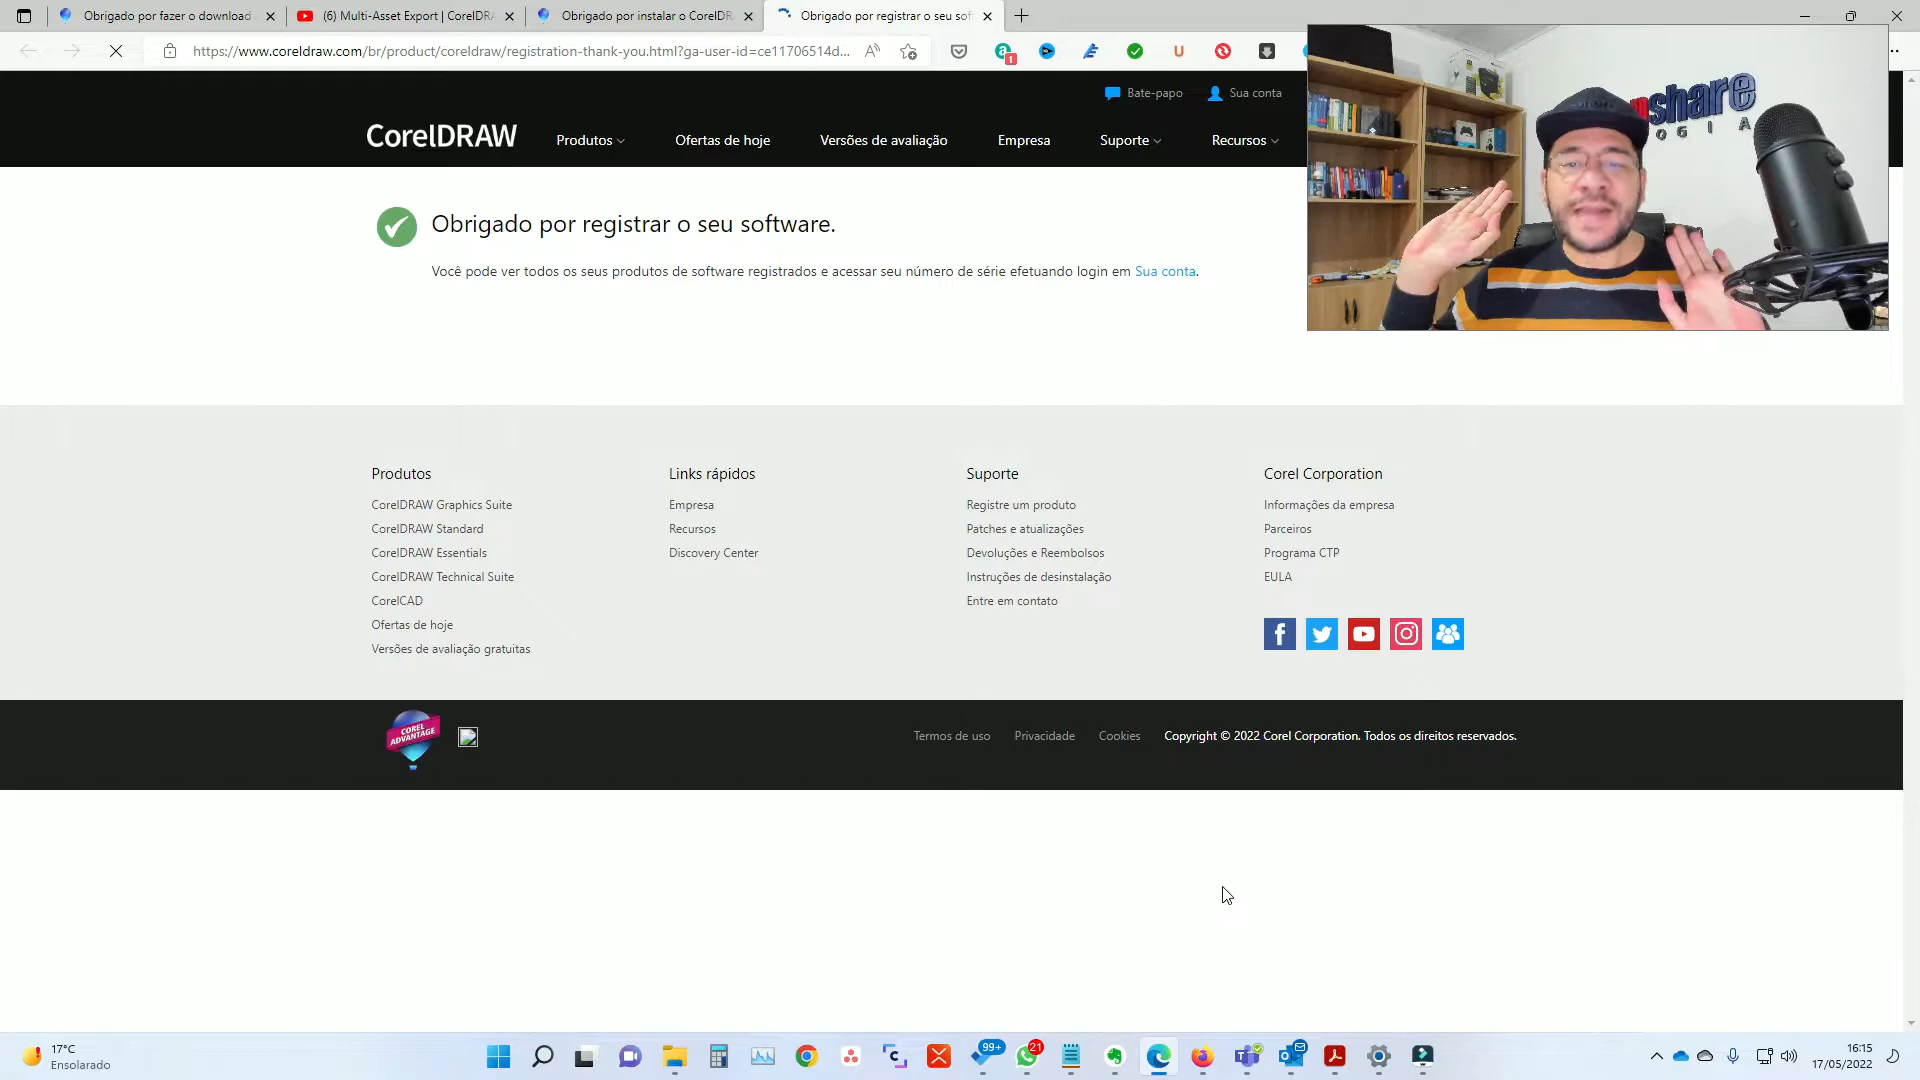 Obrigado por fazer o download
(6) Multi-Asset Export | CorelDRA
Obrigado por instalar o CorelDR
Obrigado por registrar o seu sof
https://www.coreldraw.com/br/product/coreldraw/registration-thank-you.html?ga-user-id=ce11706514d...
1
Bate-papo
Sua conta
CorelDRAW
Produtos
Ofertas de hoje
Versões de avaliação
Empresa
Suporte
Recursos
share
O G I A
Obrigado por registrar o seu software.
Você pode ver todos os seus produtos de software registrados e acessar seu número de série efetuando login em Sua conta.
Produtos
CorelDRAW Graphics Suite
CorelDRAW Standard
CorelDRAW Essentials
CorelDRAW Technical Suite
CorelCAD
Ofertas de hoje
Versões de avaliação gratuitas
Links rápidos
Empresa
Recursos
Discovery Center
Suporte
Registre um produto
Patches e atualizações
Devoluções e Reembolsos
Instruções de desinstalação
Entre em contato
Corel Corporation
Informações da empresa
Parceiros
Programa CTP
EULA
COREL
ADVANTAGE
Termos de uso
Privacidade
Cookies
Copyright © 2022 Corel Corporation. Todos os direitos reservados.
17°C
Ensolarado
99+
21
16:15
17/05/2022